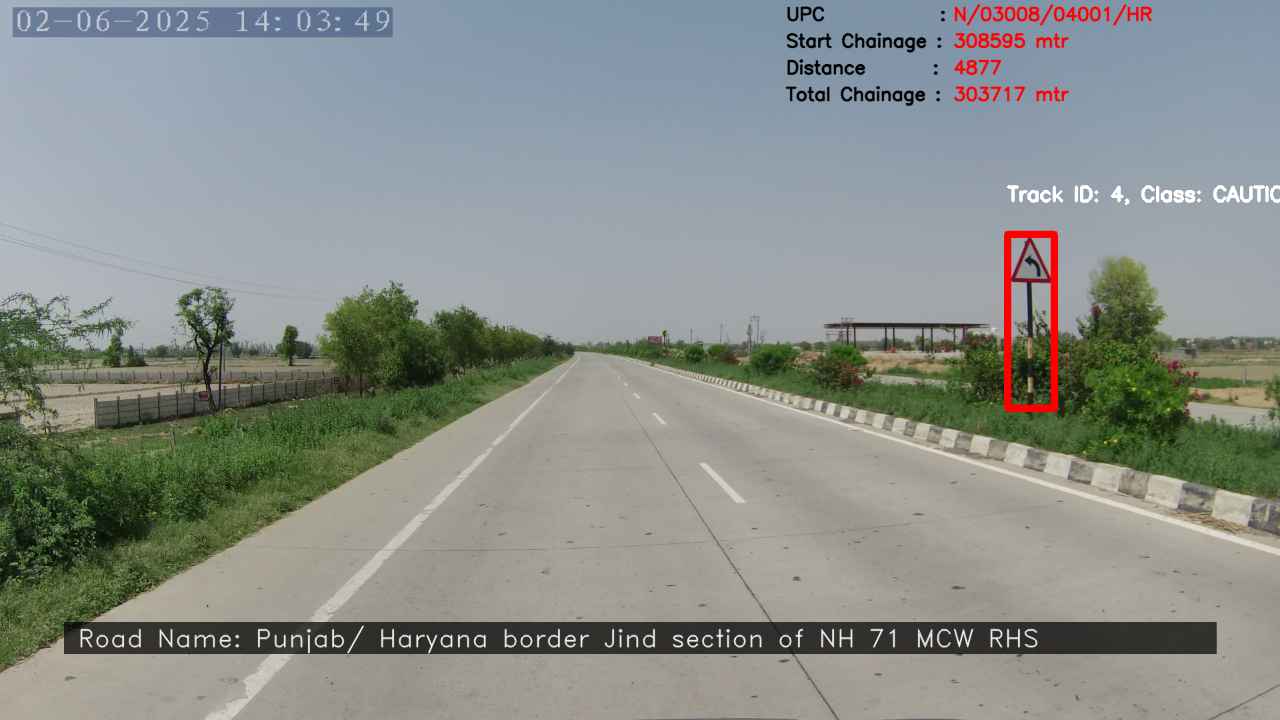 02-06-2025 14:03:49
UPC : N/03008/04001/HR
Start Chainage : 308595 mtr
Distance : 4877
Total Chainage : 303717 mtr
Track ID: 4, Class: CAUTIO
Road Name: Punjab/ Haryana border Jind section of NH 71 MCW RHS